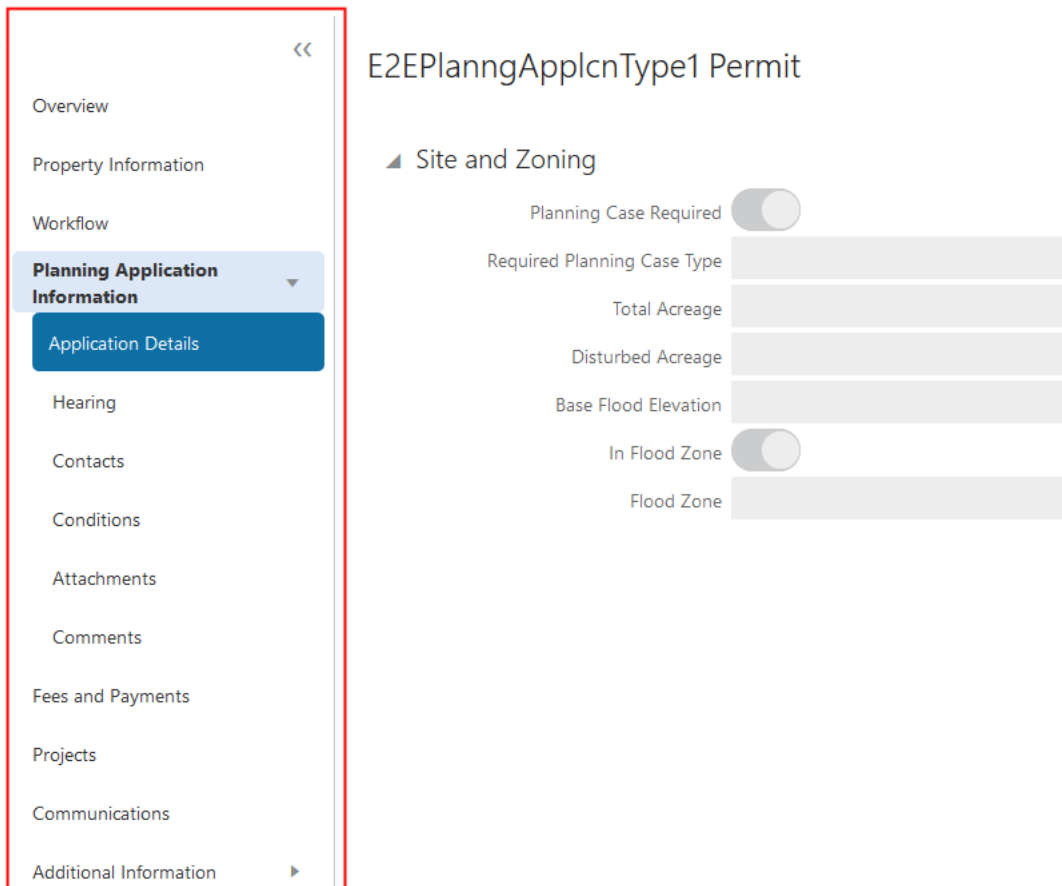 Overview
Property Information
Workflow
Planning Application
Information
Application Details
Hearing
Contacts
Conditions
Attachments
Comments
Fees and Payments
Projects
Communications
Additional Information
E2EPlanngApplcnType1 Permit
Site and Zoning
Planning Case Required
Required Planning Case Type
Total Acreage
Disturbed Acreage
Base Flood Elevation
In Flood Zone
Flood Zone